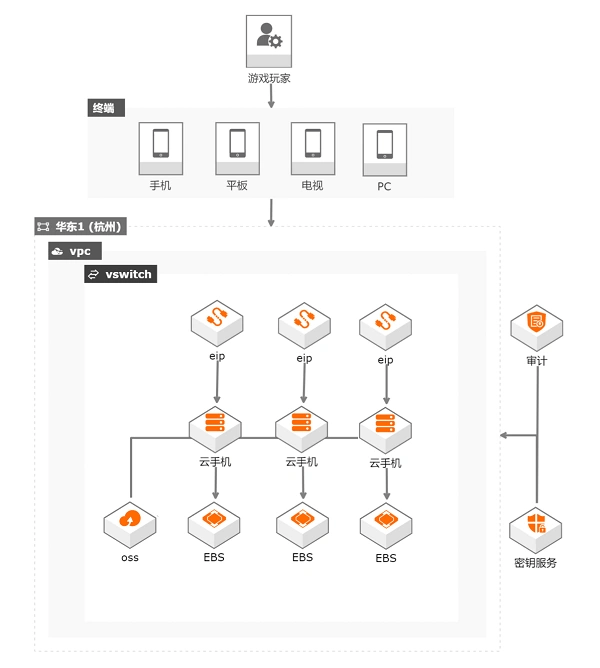 游戏玩家
终端
手机
平板
电视
PC
华东1 (杭州)
vpc
vswitch
eip
eip
eip
审计
云手机
云手机
云手机
oss
EBS
EBS
EBS
密钥服务